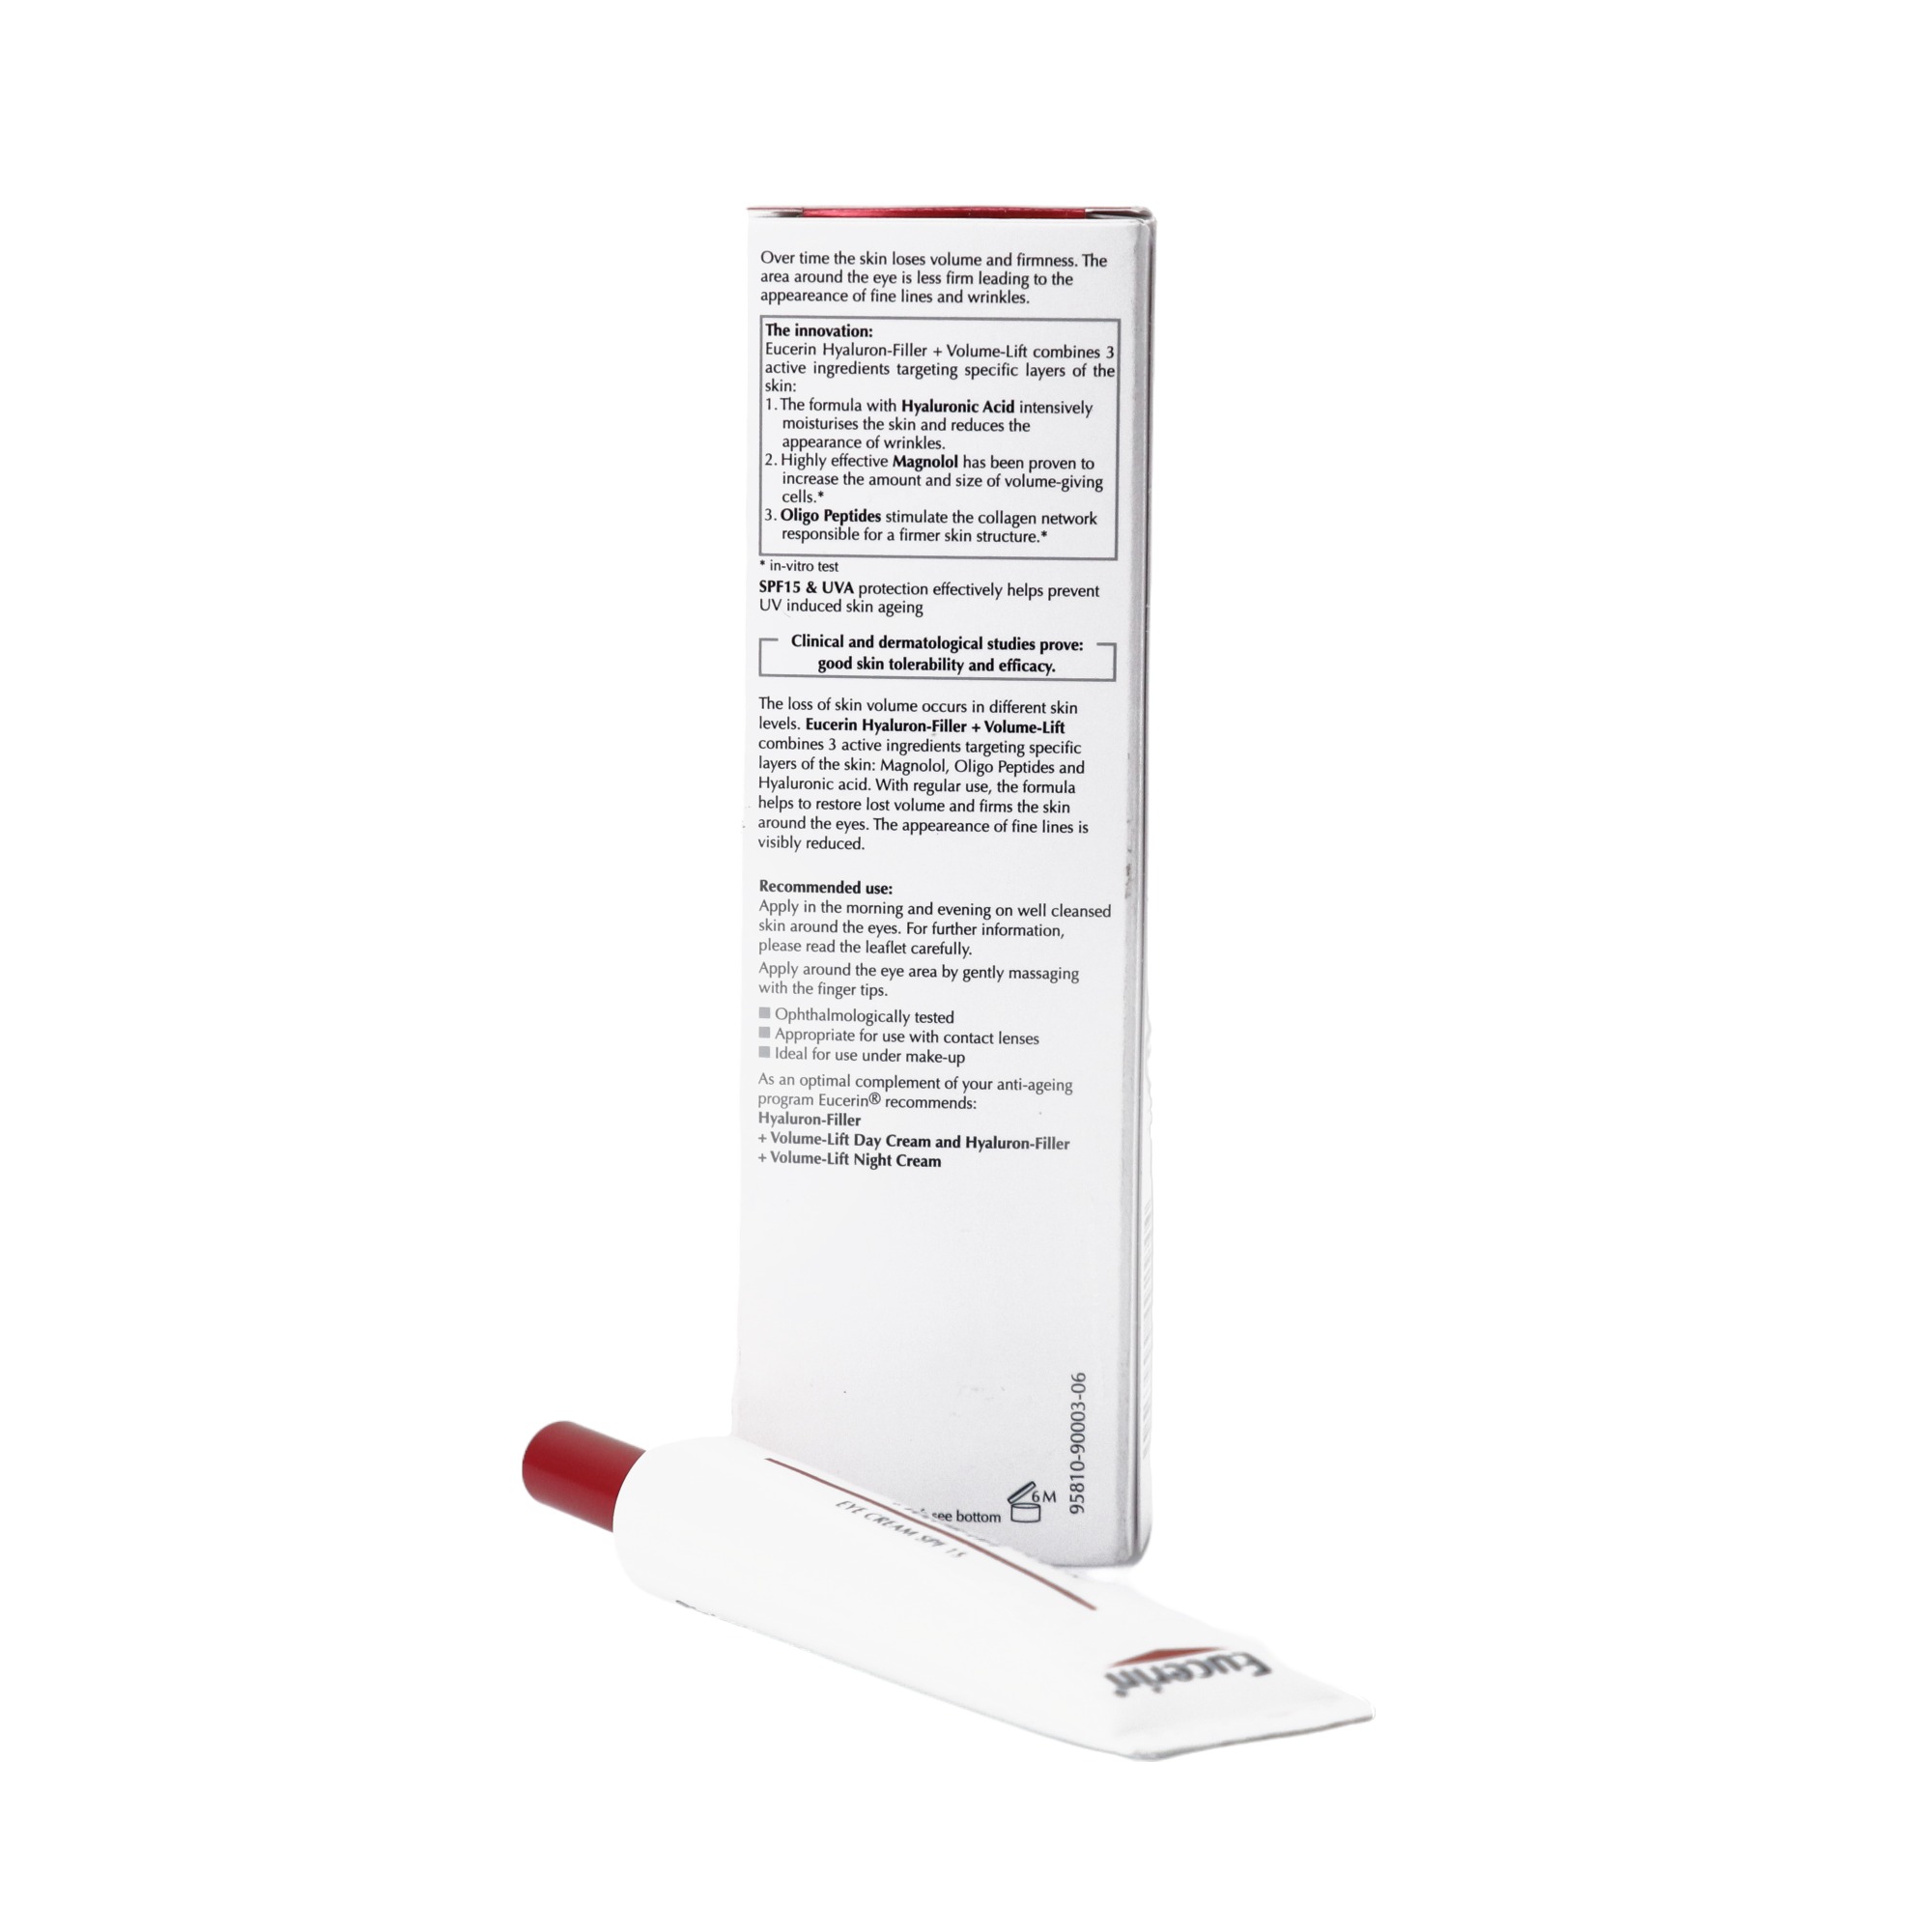 Over time the skin loses volume and firmness. The
area around the eye is less firm leading to the
appeareance of fine lines and wrinkles.
The innovation:
Eucerin Hyaluron-Filler + Volume-Lift combines 3
active ingredients targeting specific layers of the
skin:
1. The formula with Hyaluronic Acid intensively
moisturises the skin and reduces the
appearance of wrinkles.
2. Highly effective Magnolol has been proven to
increase the amount and size of volume-giving
cells.*
3. Oligo Peptides stimulate the collagen network
responsible for a firmer skin structure.*
* in-vitro test
SPF15 & UVA protection effectively helps prevent
UV induced skin ageing
Clinical and dermatological studies prove:
good skin tolerability and efficacy.
The loss of skin volume occurs in different skin
levels. Eucerin Hyaluron-Filler + Volume-Lift
combines 3 active ingredients targeting specific
layers of the skin: Magnolol, Oligo Peptides and
Hyaluronic acid. With regular use, the formula
helps to restore lost volume and firms the skin
around the eyes. The appeareance of fine lines is
visibly reduced.
Recommended use:
Apply in the morning and evening on well cleansed
skin around the eyes. For further information,
please read the leaflet carefully.
Apply around the eye area by gently massaging
with the finger tips.
■ Ophthalmologically tested
■ Appropriate for use with contact lenses
■ Ideal for use under make-up
As an optimal complement of your anti-ageing
program Eucerin® recommends:
Hyaluron-Filler
+ Volume-Lift Day Cream and Hyaluron-Filler
+ Volume-Lift Night Cream
95810-90003-06
6 M
see bottom
EYE CREAM SPF 15
Eucerin®